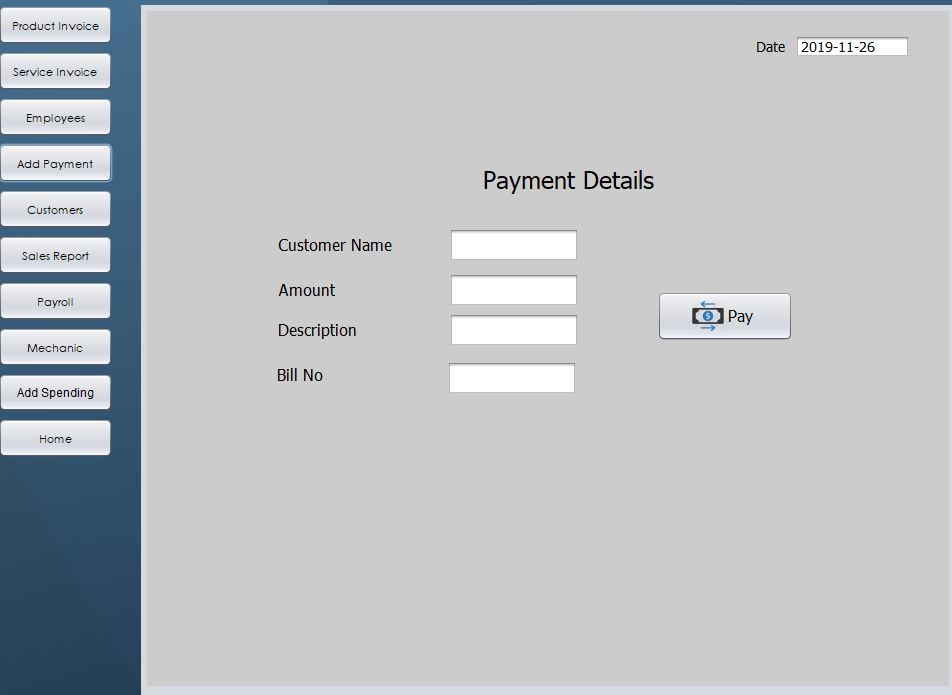 Product Invoice
Service Invoice
Employees
Add Payment
Customers
Sales Report
Payroll
Mechanic
Add Spending
Home
Date 2019-11-26
Payment Details
Customer Name
Amount
Description
Bill No
$ Pay